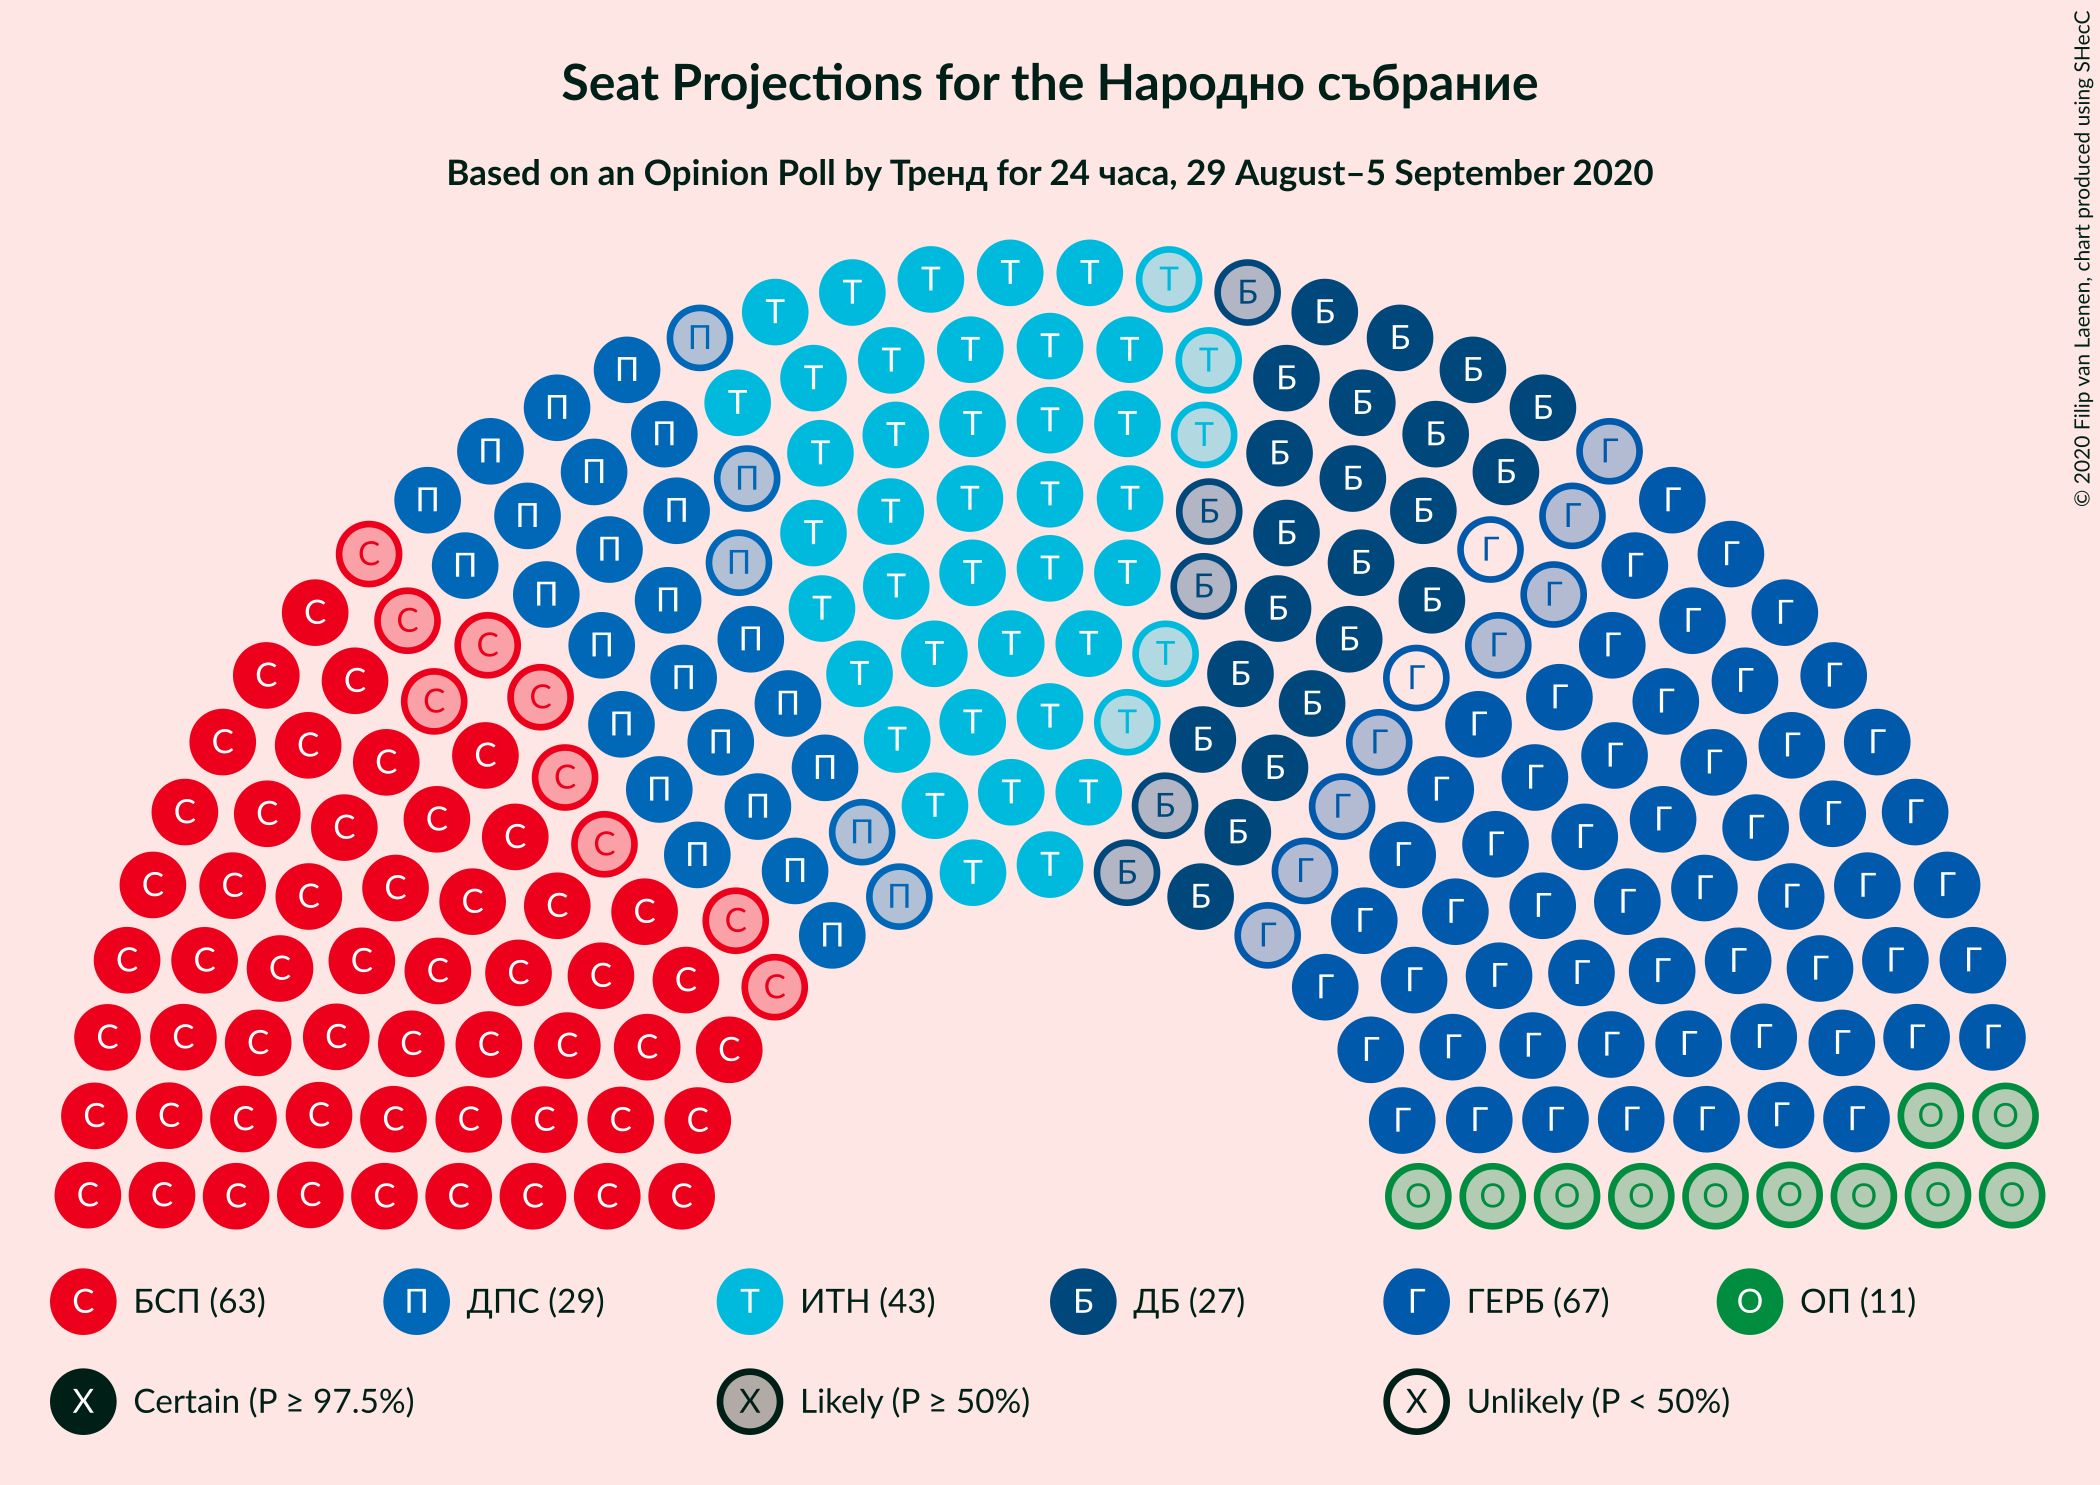 Seat Projections for the Народно събрание
Based on an Opinion Poll by Тренд for 24 часа, 29 August–5 September 2020
© 2020 Filip van Laenen, chart produced using SHecC
С БСП (63) П ДПС (29) Т ИТН (43) Б ДБ (27) Г ГЕРБ (67) О ОП (11)
X Certain (P ≥ 97.5%) X Likely (P ≥ 50%) X Unlikely (P < 50%)